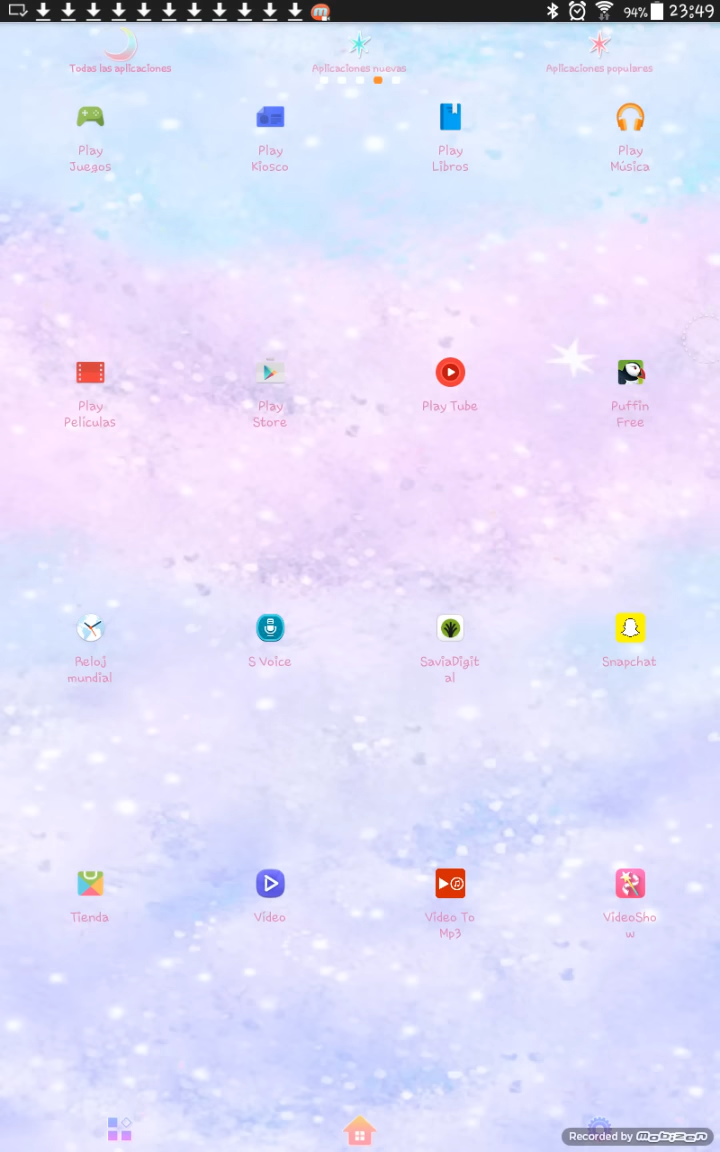 94% 23:49
Todas las aplicaciones
Aplicaciones nuevas
Aplicaciones populares
Play
Juegos
Play
Kiosco
Play
Libros
Play
Música
Play
Películas
Play
Store
Play Tube
Puffin
Free
Reloj
mundial
S Voice
SaviaDigit
al
Snapchat
Tienda
Vídeo
Video To
Mp3
VideoSho
w
Recorded by mobizen